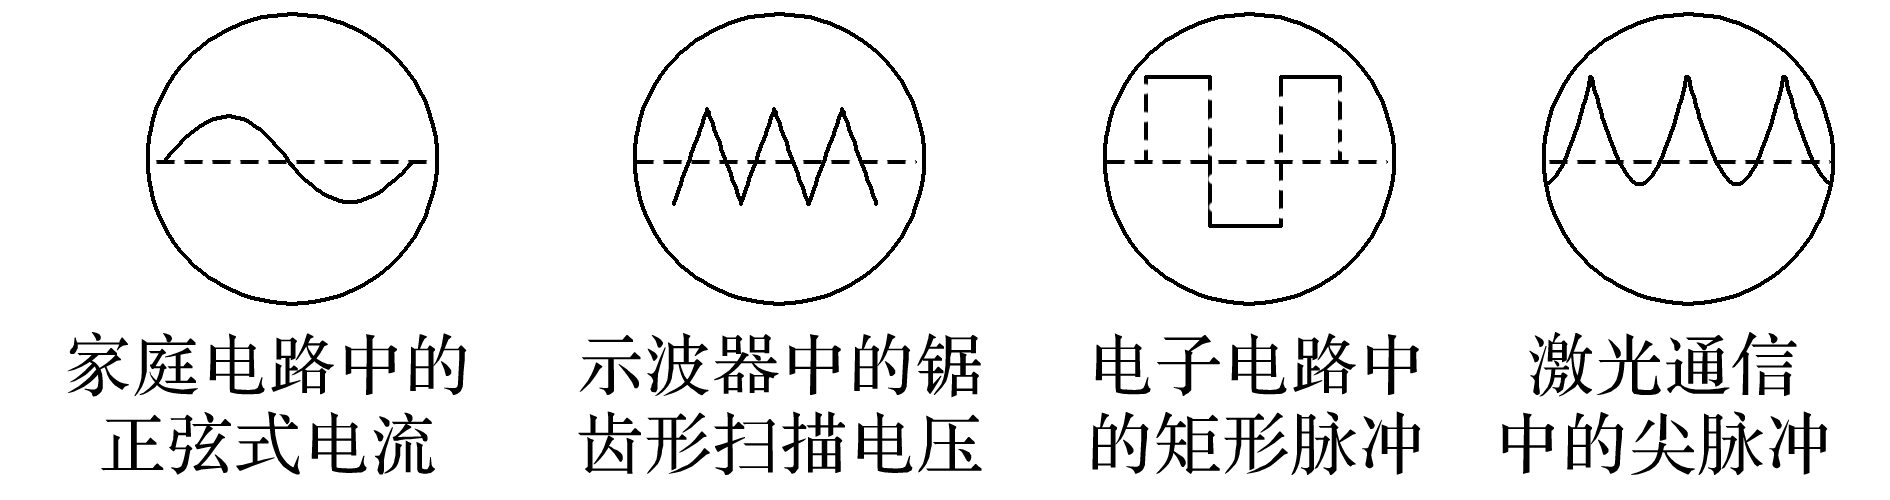 家庭电路中的
正弦式电流
示波器中的锯
齿形扫描电压
电子电路中
的矩形脉冲
激光通信
中的尖脉冲